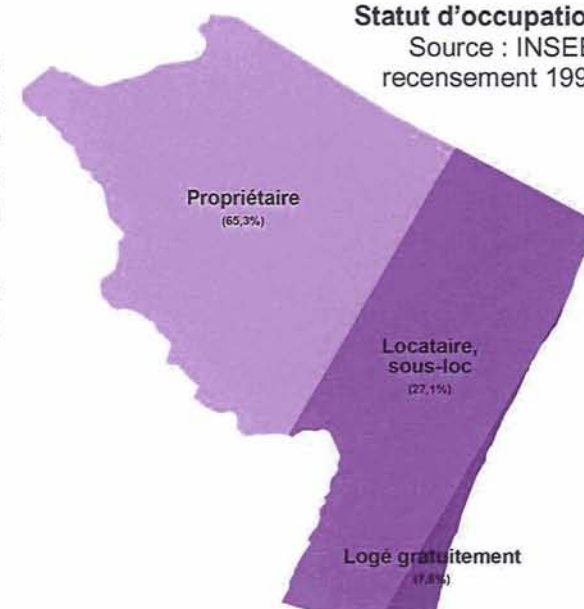 Statut d'occupatio
Source : INSEE
recensement 199
Propriétaire
(65,3%)
Locataire,
sous-loc
(27,1%)
Logé gratuitement